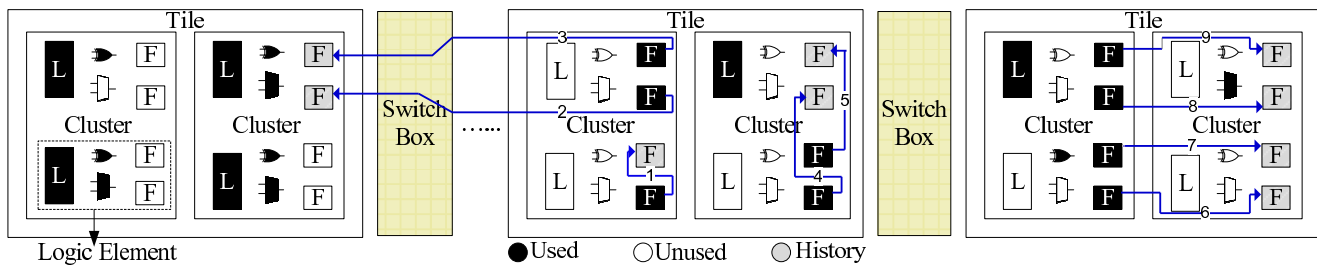 Tile Tile Tile
L F L F 3 L F L F L F 9 L F
F F 2 F F 5 F 8 F
Cluster Cluster Switch Box ...... Cluster Cluster Switch Box Cluster Cluster
L F L F L F L F L F 7 L F
F F 1 F 4 F 6 F
Logic Element Used Unused History